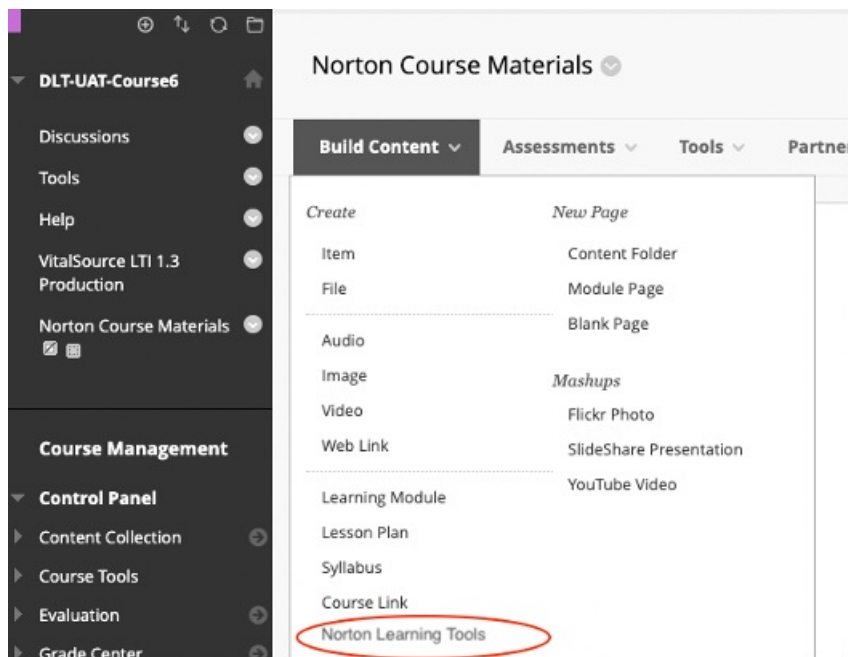 DLT-UAT-Course6
Discussions
Tools
Help
VitalSource LTI 1.3
Production
Norton Course Materials
Course Management
Control Panel
Content Collection
Course Tools
Evaluation
Grade Center
Norton Course Materials
Build Content
Assessments
Tools
Partne
Create
Item
File
Audio
Image
Video
Web Link
Learning Module
Lesson Plan
Syllabus
Course Link
Norton Learning Tools
New Page
Content Folder
Module Page
Blank Page
Mashups
Flickr Photo
SlideShare Presentation
YouTube Video